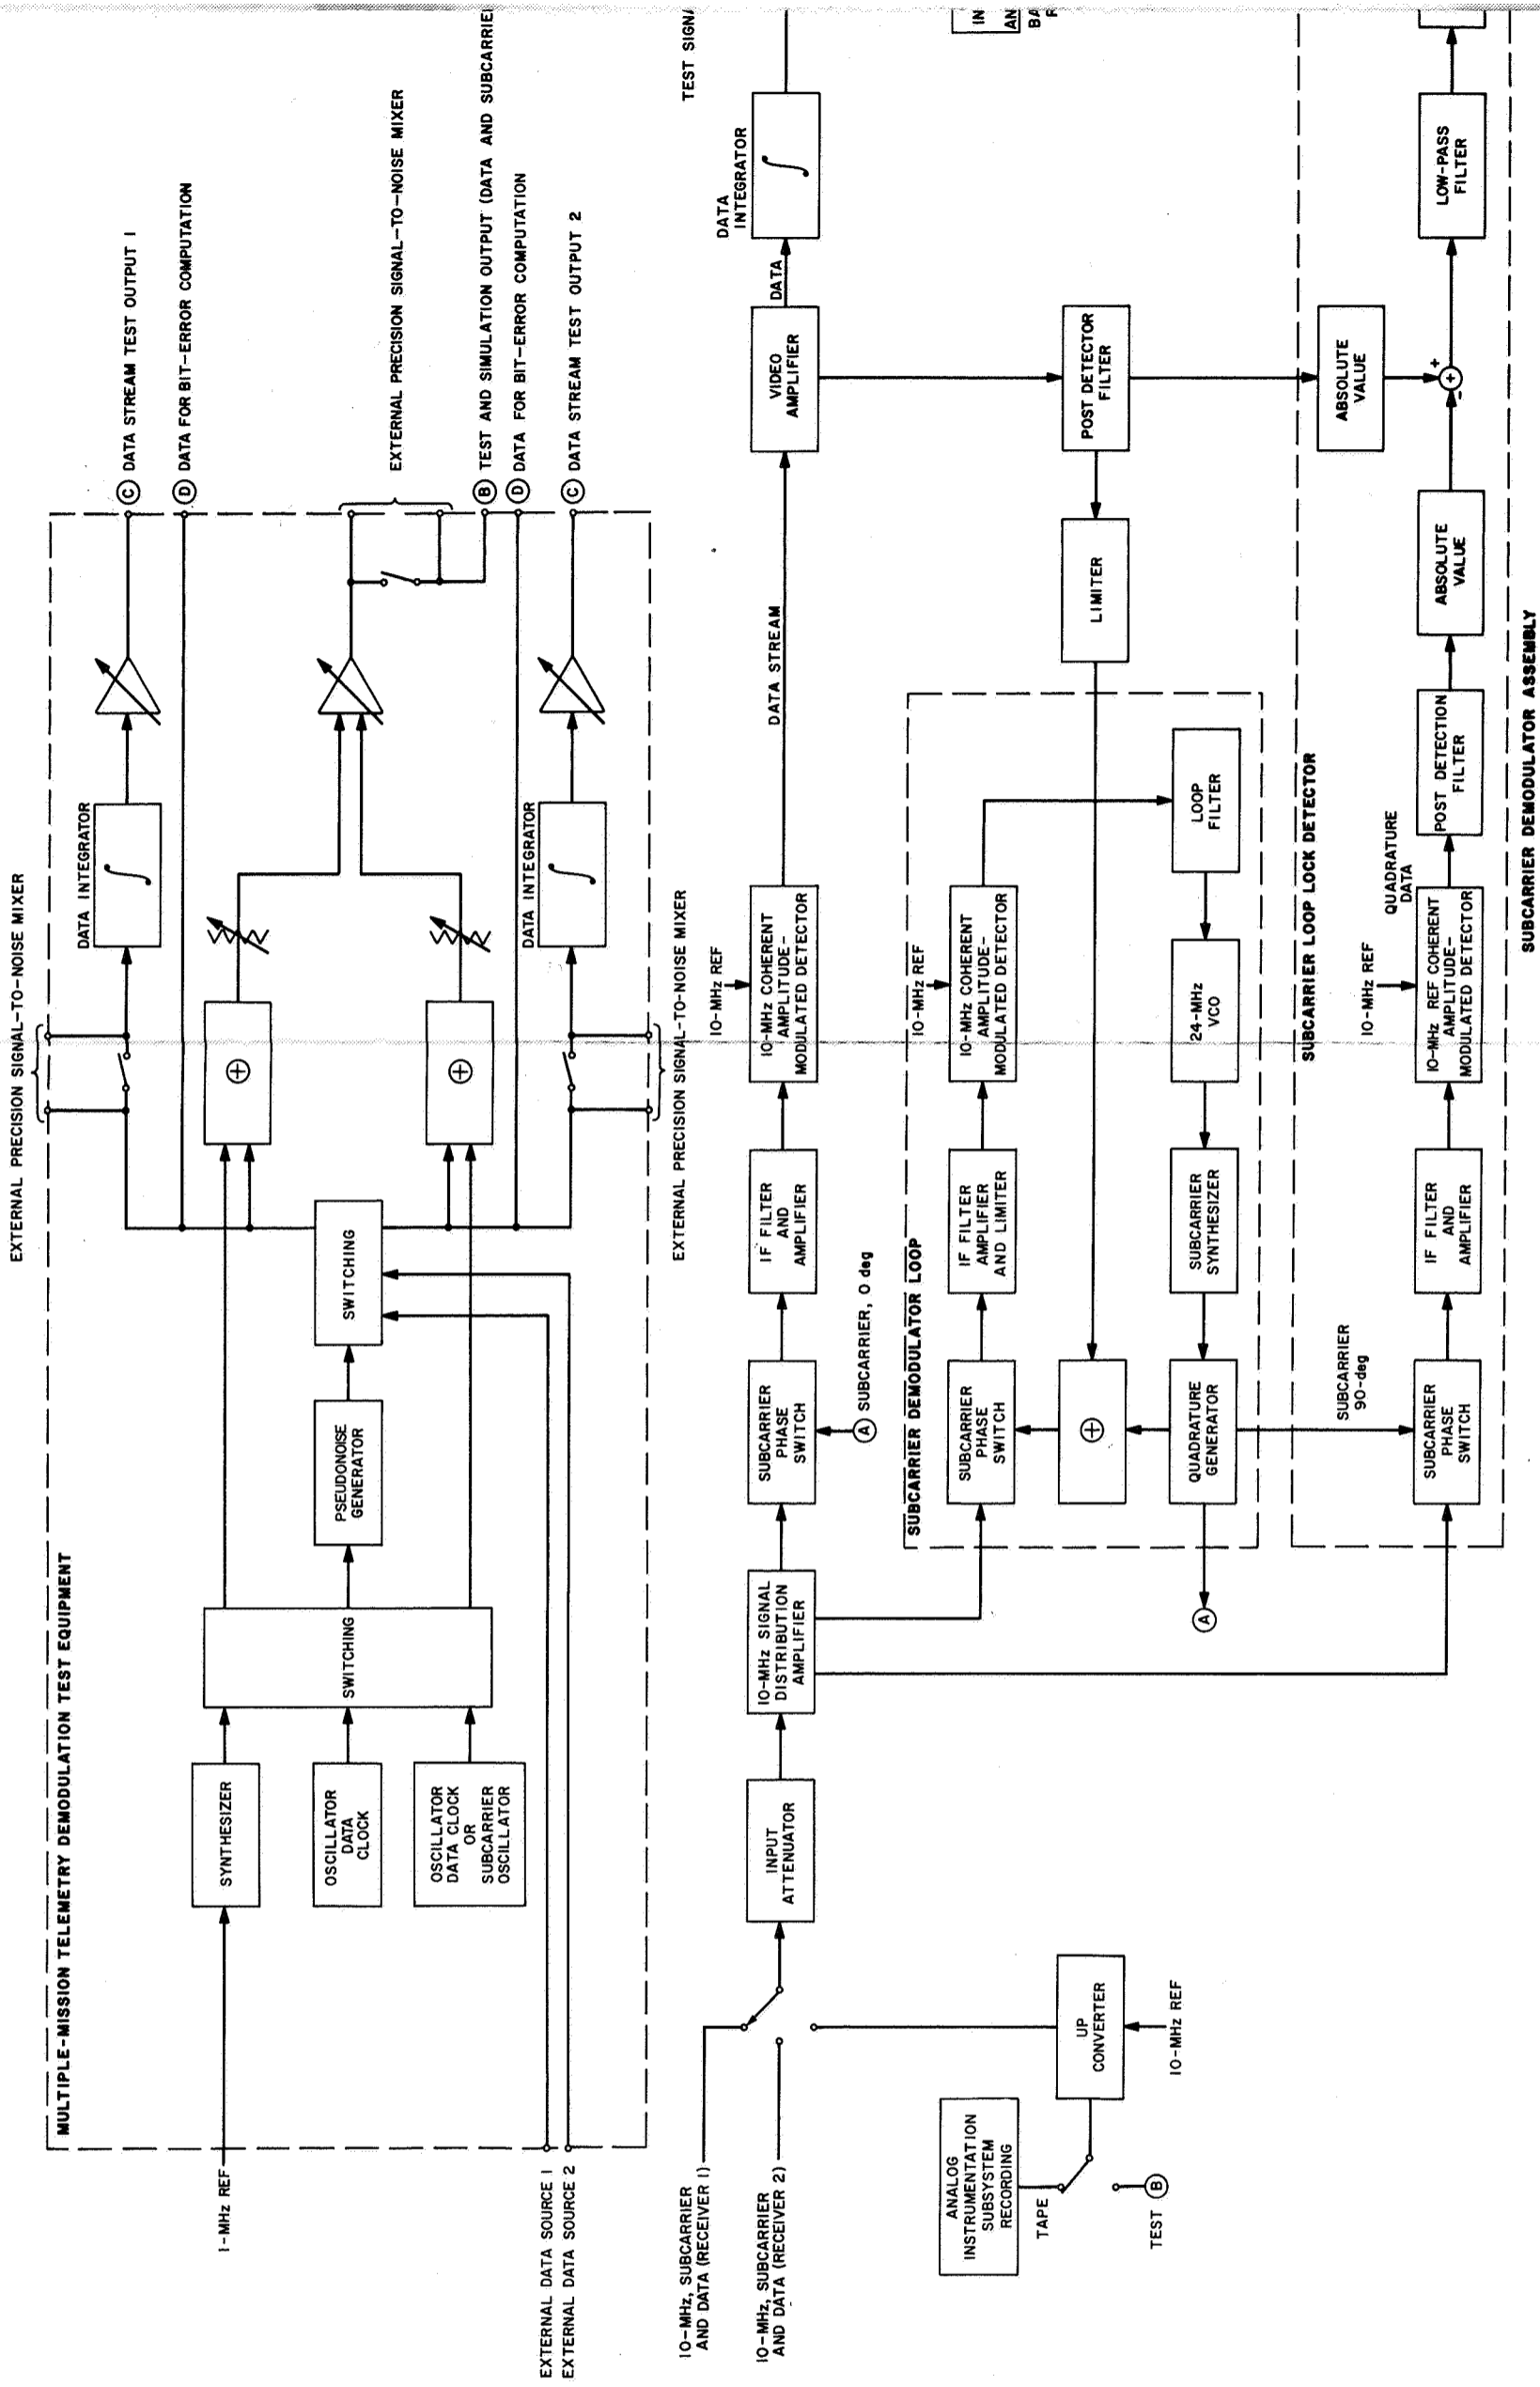 MULTIPLE-MISSION TELEMETRY DEMODULATION TEST EQUIPMENT
EXTERNAL PRECISION SIGNAL-TO-NOISE MIXER
1-MHz REF
SYNTHESIZER
OSCILLATOR
DATA
CLOCK
OSCILLATOR
DATA CLOCK
OR
SUBCARRIER
OSCILLATOR
SWITCHING
PSEUDONOISE
GENERATOR
SWITCHING
DATA INTEGRATOR
∫
+
+
DATA INTEGRATOR
∫
C DATA STREAM TEST OUTPUT 1
D DATA FOR BIT-ERROR COMPUTATION
EXTERNAL PRECISION SIGNAL-TO-NOISE MIXER
B TEST AND SIMULATION OUTPUT (DATA AND SUBCARRIE
D DATA FOR BIT-ERROR COMPUTATION
C DATA STREAM TEST OUTPUT 2
EXTERNAL DATA SOURCE 1
EXTERNAL DATA SOURCE 2
EXTERNAL PRECISION SIGNAL-TO-NOISE MIXER
10-MHz, SUBCARRIER
AND DATA (RECEIVER 1)
10-MHz, SUBCARRIER
AND DATA (RECEIVER 2)
INPUT
ATTENUATOR
10-MHz SIGNAL
DISTRIBUTION
AMPLIFIER
SUBCARRIER
PHASE
SWITCH
A SUBCARRIER, 0 deg
IF FILTER
AND
AMPLIFIER
10-MHz REF
10-MHz COHERENT
AMPLITUDE-
MODULATED DETECTOR
DATA STREAM
VIDEO
AMPLIFIER
DATA
DATA
INTEGRATOR
∫
TEST SIGN
IN
AN
BA
ANALOG
INSTRUMENTATION
SUBSYSTEM
RECORDING
TAPE
TEST B
UP
CONVERTER
10-MHz REF
SUBCARRIER DEMODULATOR LOOP
SUBCARRIER
PHASE
SWITCH
IF FILTER
AMPLIFIER
AND LIMITER
10-MHz REF
10-MHz COHERENT
AMPLITUDE-
MODULATED DETECTOR
+
LIMITER
POST DETECTOR
FILTER
A
QUADRATURE
GENERATOR
SUBCARRIER
SYNTHESIZER
24-MHz
VCO
LOOP
FILTER
SUBCARRIER LOOP LOCK DETECTOR
SUBCARRIER
90-deg
SUBCARRIER
PHASE
SWITCH
IF FILTER
AND
AMPLIFIER
10-MHz REF
10-MHz REF COHERENT
AMPLITUDE-
MODULATED DETECTOR
QUADRATURE
DATA
POST DETECTION
FILTER
ABSOLUTE
VALUE
ABSOLUTE
VALUE
+
-
+
LOW-PASS
FILTER
SUBCARRIER DEMODULATOR ASSEMBLY